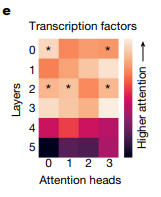 e
Transcription factors
0 * *
1
2 * * *
3
4
5
0 1 2 3
Layers
Attention heads
Higher attention →